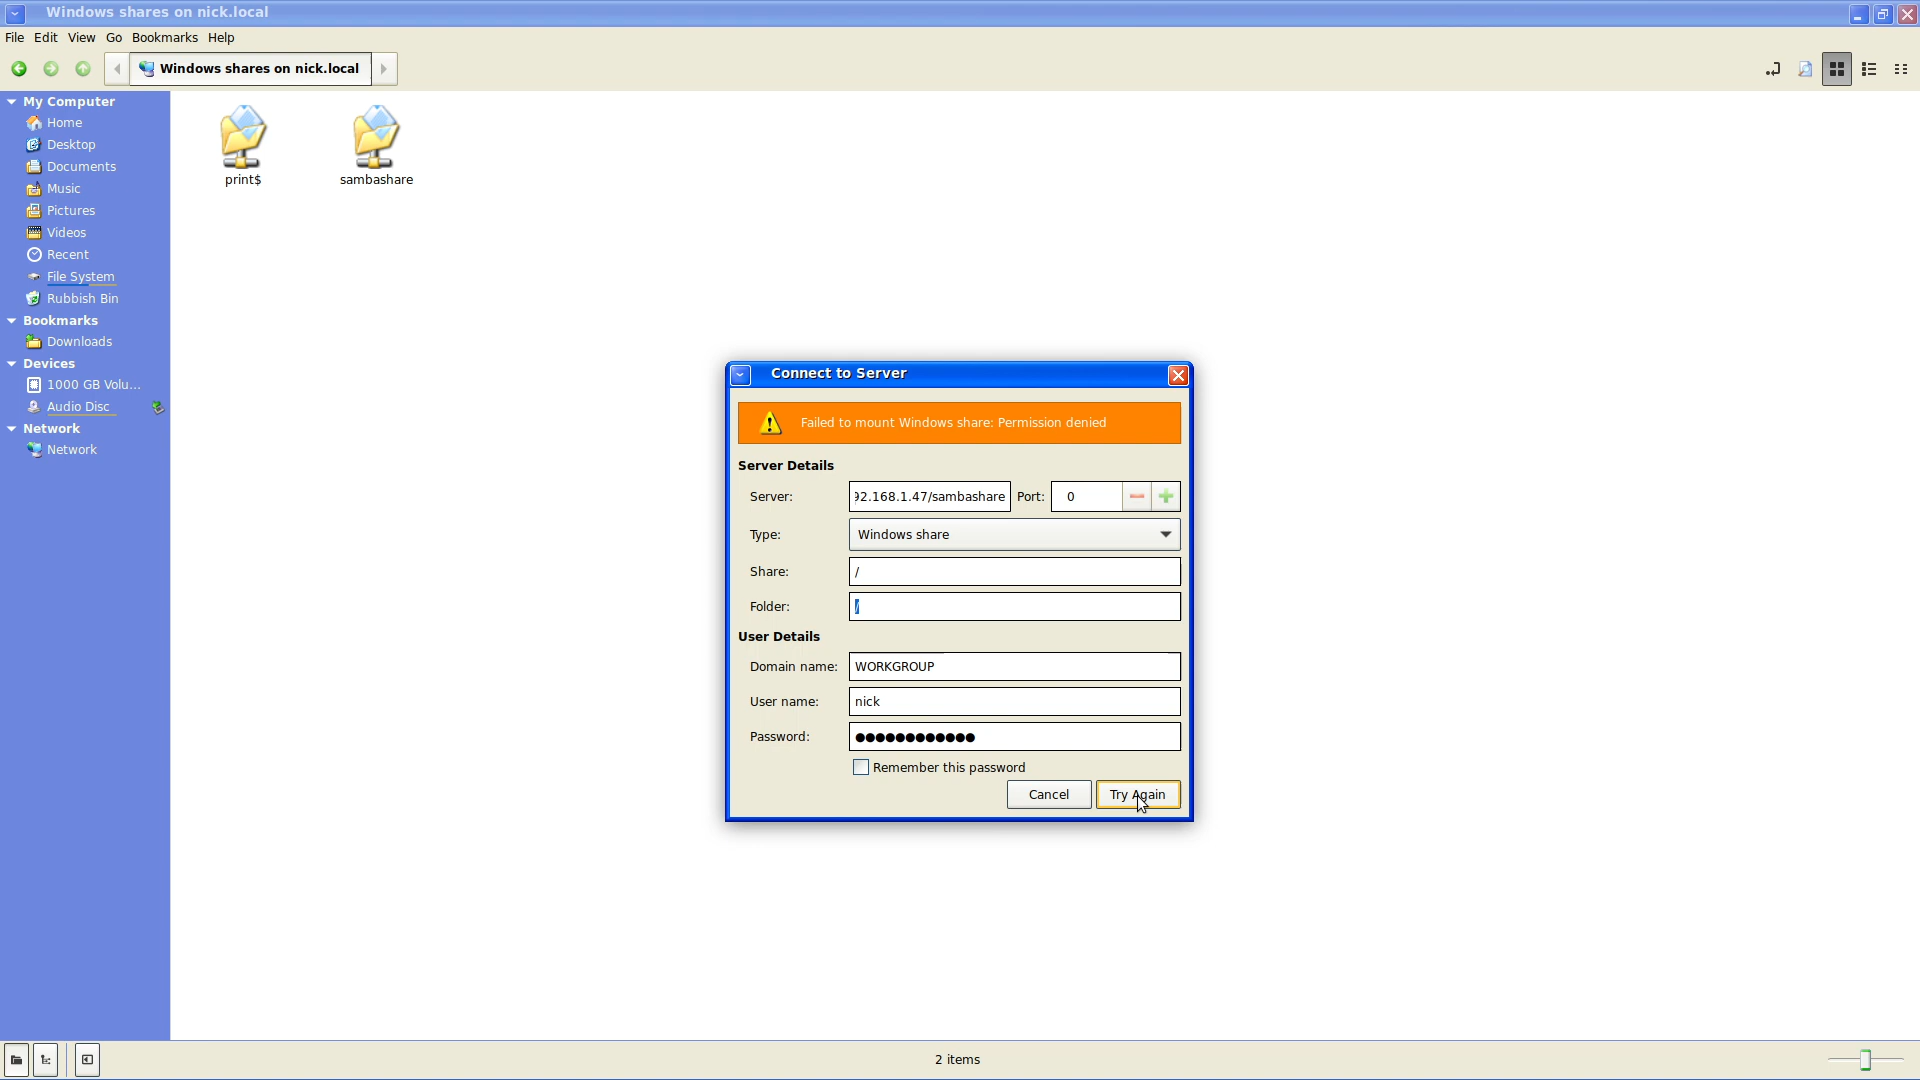 Windows shares on nick.local
File Edit View Go Bookmarks Help
Windows shares on nick.local
My Computer
Home
Desktop
Documents
Music
Pictures
Videos
Recent
File System
Rubbish Bin
Bookmarks
Downloads
Devices
1000 GB Volu...
Audio Disc
Network
Network
print$
sambashare
Connect to Server
Failed to mount Windows share: Permission denied
Server Details
Server: 92.168.1.47/sambashare Port: 0
Type: Windows share
Share: /
Folder: /
User Details
Domain name: WORKGROUP
User name: nick
Password: ●●●●●●●●●●●●
Remember this password
Cancel Try Again
2 items